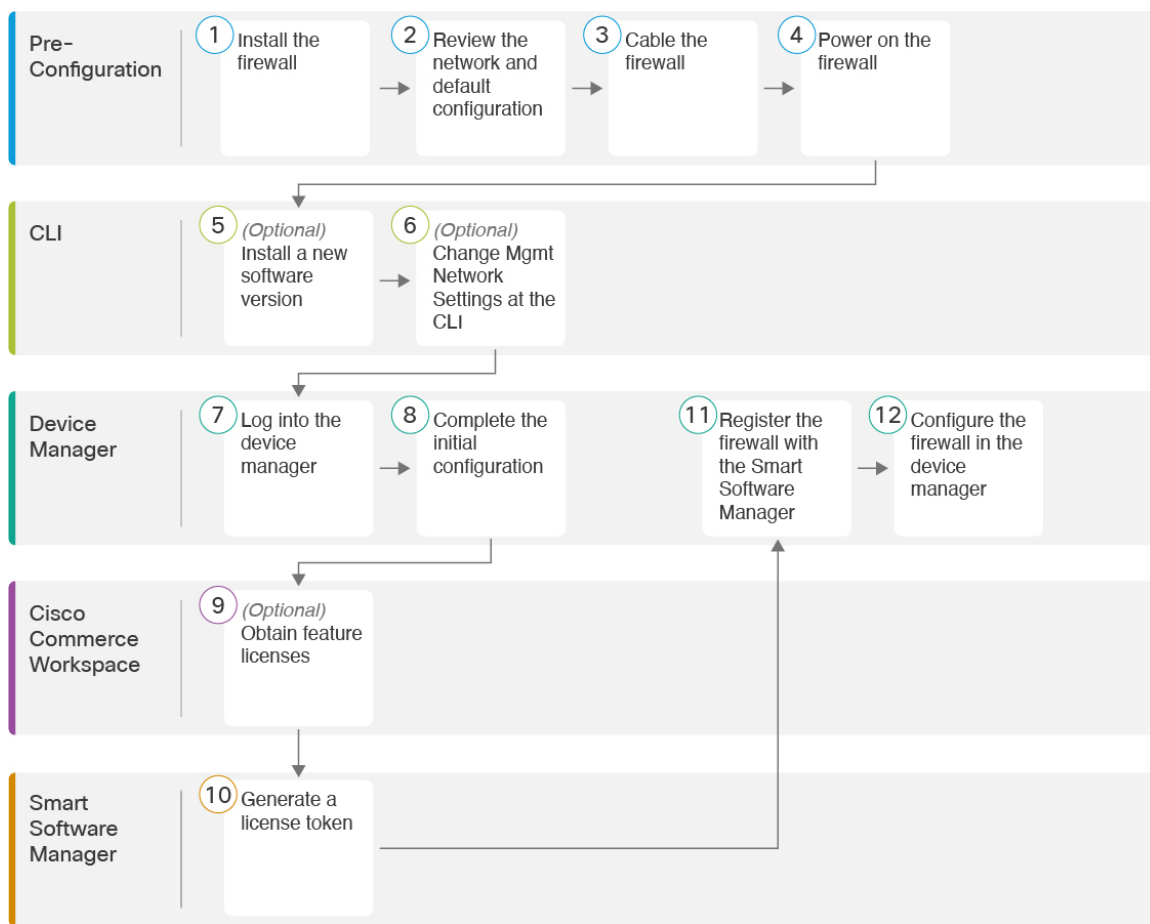 Pre-
Configuration
1
Install the
firewall
2
Review the
network and
default
configuration
3
Cable the
firewall
4
Power on the
firewall
CLI
5
(Optional)
Install a new
software
version
6
(Optional)
Change Mgmt
Network
Settings at the
CLI
Device
Manager
7
Log into the
device
manager
8
Complete the
initial
configuration
11
Register the
firewall with
the Smart
Software
Manager
12
Configure the
firewall in the
device
manager
Cisco
Commerce
Workspace
9
(Optional)
Obtain feature
licenses
Smart
Software
Manager
10
Generate a
license token